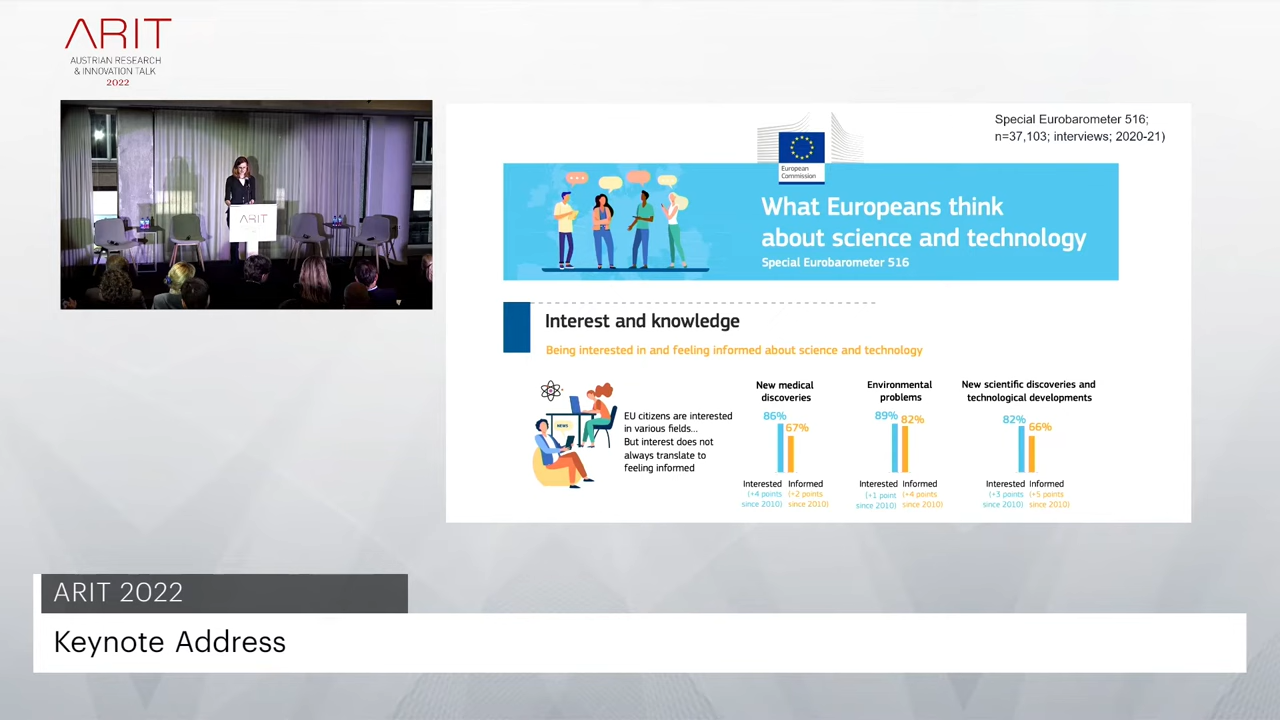 ARIT
AUSTRIAN RESEARCH
& INNOVATION TALK
2022
ARIT
Special Eurobarometer 516;
n=37,103; interviews; 2020-21)
European
Commission
What Europeans think
about science and technology
Special Eurobarometer 516
Interest and knowledge
Being interested in and feeling informed about science and technology
NEWS
EU citizens are interested
in various fields...
But interest does not
always translate to
feeling informed
New medical
discoveries
86%
67%
Interested Informed
(+4 points (+2 points
since 2010) since 2010)
Environmental
problems
89%
82%
Interested Informed
(+1 point (+4 points
since 2010) since 2010)
New scientific discoveries and
technological developments
82%
66%
Interested Informed
(+3 points (+5 points
since 2010) since 2010)
ARIT 2022
Keynote Address